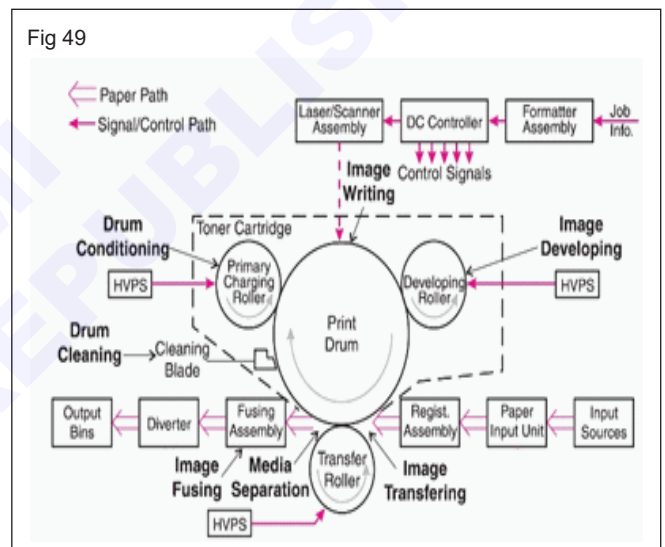 Fig 49
Paper Path
Signal/Control Path
Laser/Scanner
Assembly
DC Controller
Formatter
Assembly
Job
Info.
Control Signals
Image
Writing
Drum
Conditioning
Toner Cartridge
Image
Developing
HVPS
Primary
Charging
Roller
Developing
Roller
HVPS
Print
Drum
Drum
Cleaning
Cleaning
Blade
Output
Bins
Diverter
Fusing
Assembly
Regist.
Assembly
Paper
Input Unit
Input
Sources
Image
Fusing
Media
Separation
Transfer
Roller
Image
Transfering
HVPS